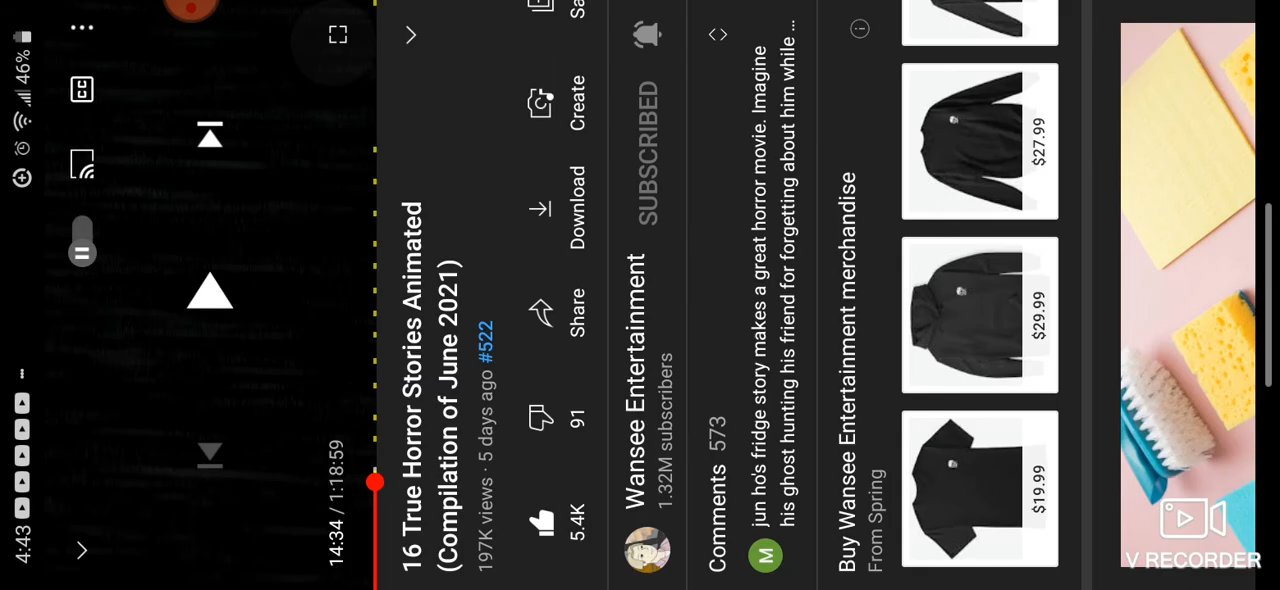 4:43
46%
CC
14:34 / 1:18:59
16 True Horror Stories Animated
(Compilation of June 2021)
197K views · 5 days ago #522
5.4K
91
Share
Download
Create
Sa
Wansee Entertainment
1.32M subscribers
SUBSCRIBED
Comments 573
M
jun ho's fridge story makes a great horror movie. Imagine
his ghost hunting his friend for forgetting about him while ...
Buy Wansee Entertainment merchandise
From Spring
$19.99
$29.99
$27.99
V RECORDER